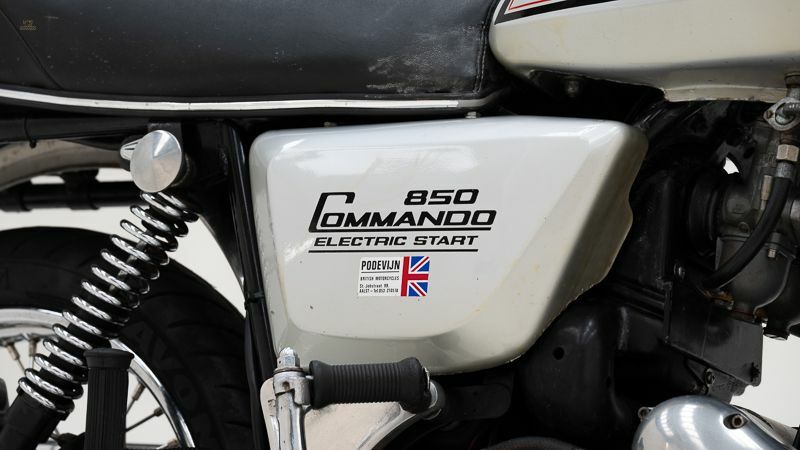 850
COMMANDO
ELECTRIC START
PODEVIJN
BRITISH MOTORCYCLES